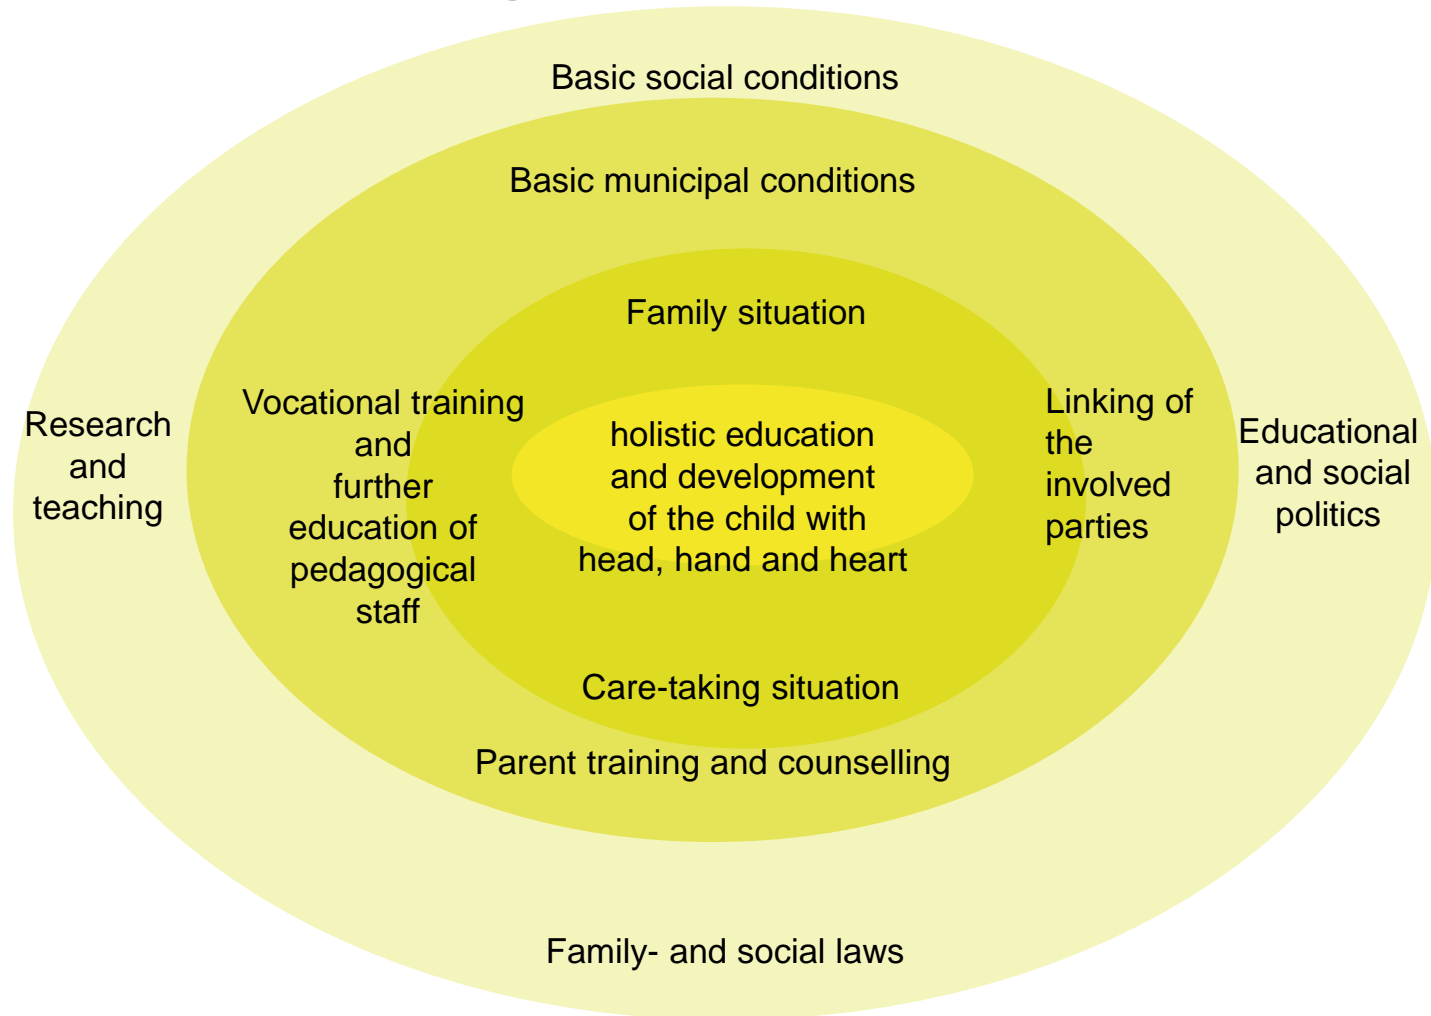 Basic social conditions
Basic municipal conditions
Family situation
Research
and
teaching
Vocational training
and
further
education of
pedagogical
staff
holistic education
and development
of the child with
head, hand and heart
Linking of
the
involved
parties
Educational
and social
politics
Care-taking situation
Parent training and counselling
Family- and social laws